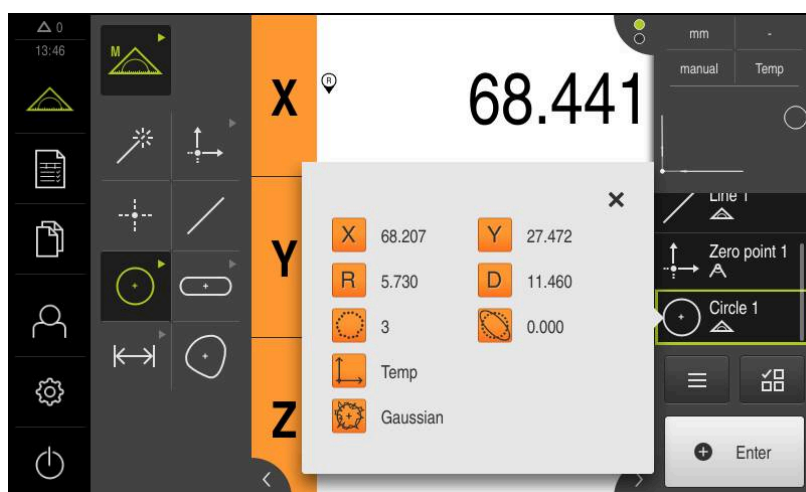 0
13:46
M
X
R
68.441
mm
-
manual
Temp
Y
Z
X
68.207
Y
27.472
R
5.730
D
11.460
3
0.000
Temp
Gaussian
Line 1
Zero point 1
Circle 1
Enter